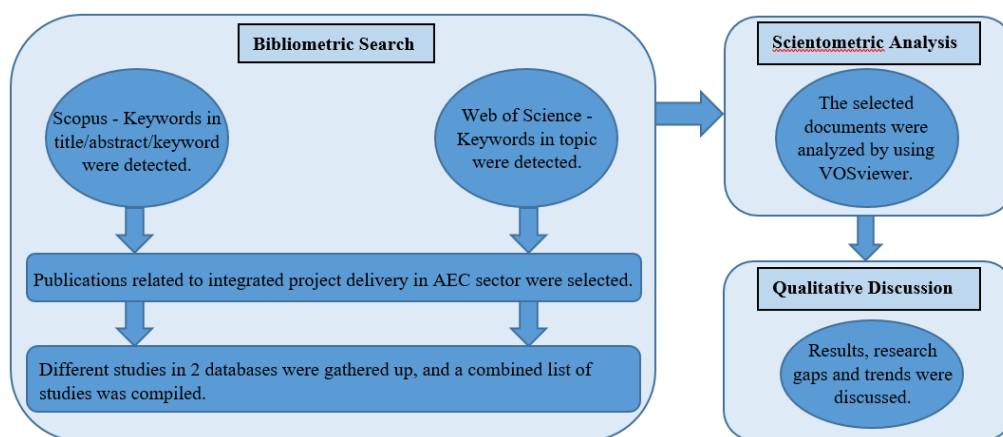 Bibliometric Search
Scopus - Keywords in
title/abstract/keyword
were detected.
Web of Science -
Keywords in topic
were detected.
Publications related to integrated project delivery in AEC sector were selected.
Different studies in 2 databases were gathered up, and a combined list of
studies was compiled.
Scientometric Analysis
The selected
documents were
analyzed by using
VOSviewer.
Qualitative Discussion
Results, research
gaps and trends were
discussed.